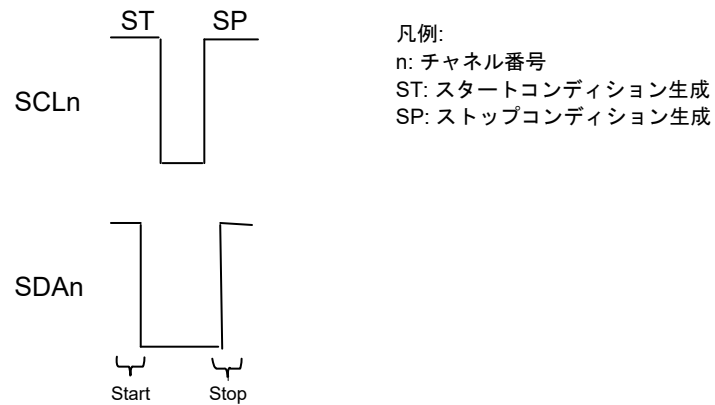 ST SP
SCLn
SDAn
Start Stop
凡例:
n: チャネル番号
ST: スタートコンディション生成
SP: ストップコンディション生成